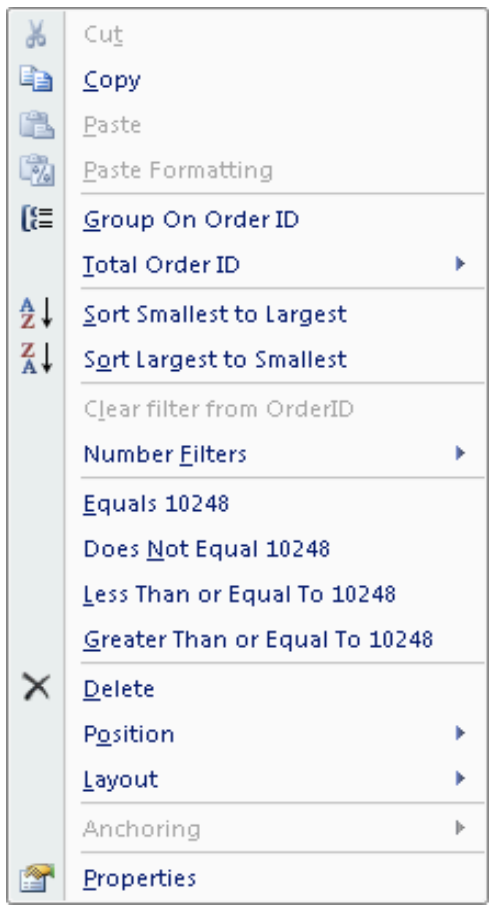 Cut
Copy
Paste
Paste Formatting
Group On Order ID
Total Order ID
Sort Smallest to Largest
Sort Largest to Smallest
Clear filter from OrderID
Number Filters
Equals 10248
Does Not Equal 10248
Less Than or Equal To 10248
Greater Than or Equal To 10248
Delete
Position
Layout
Anchoring
Properties